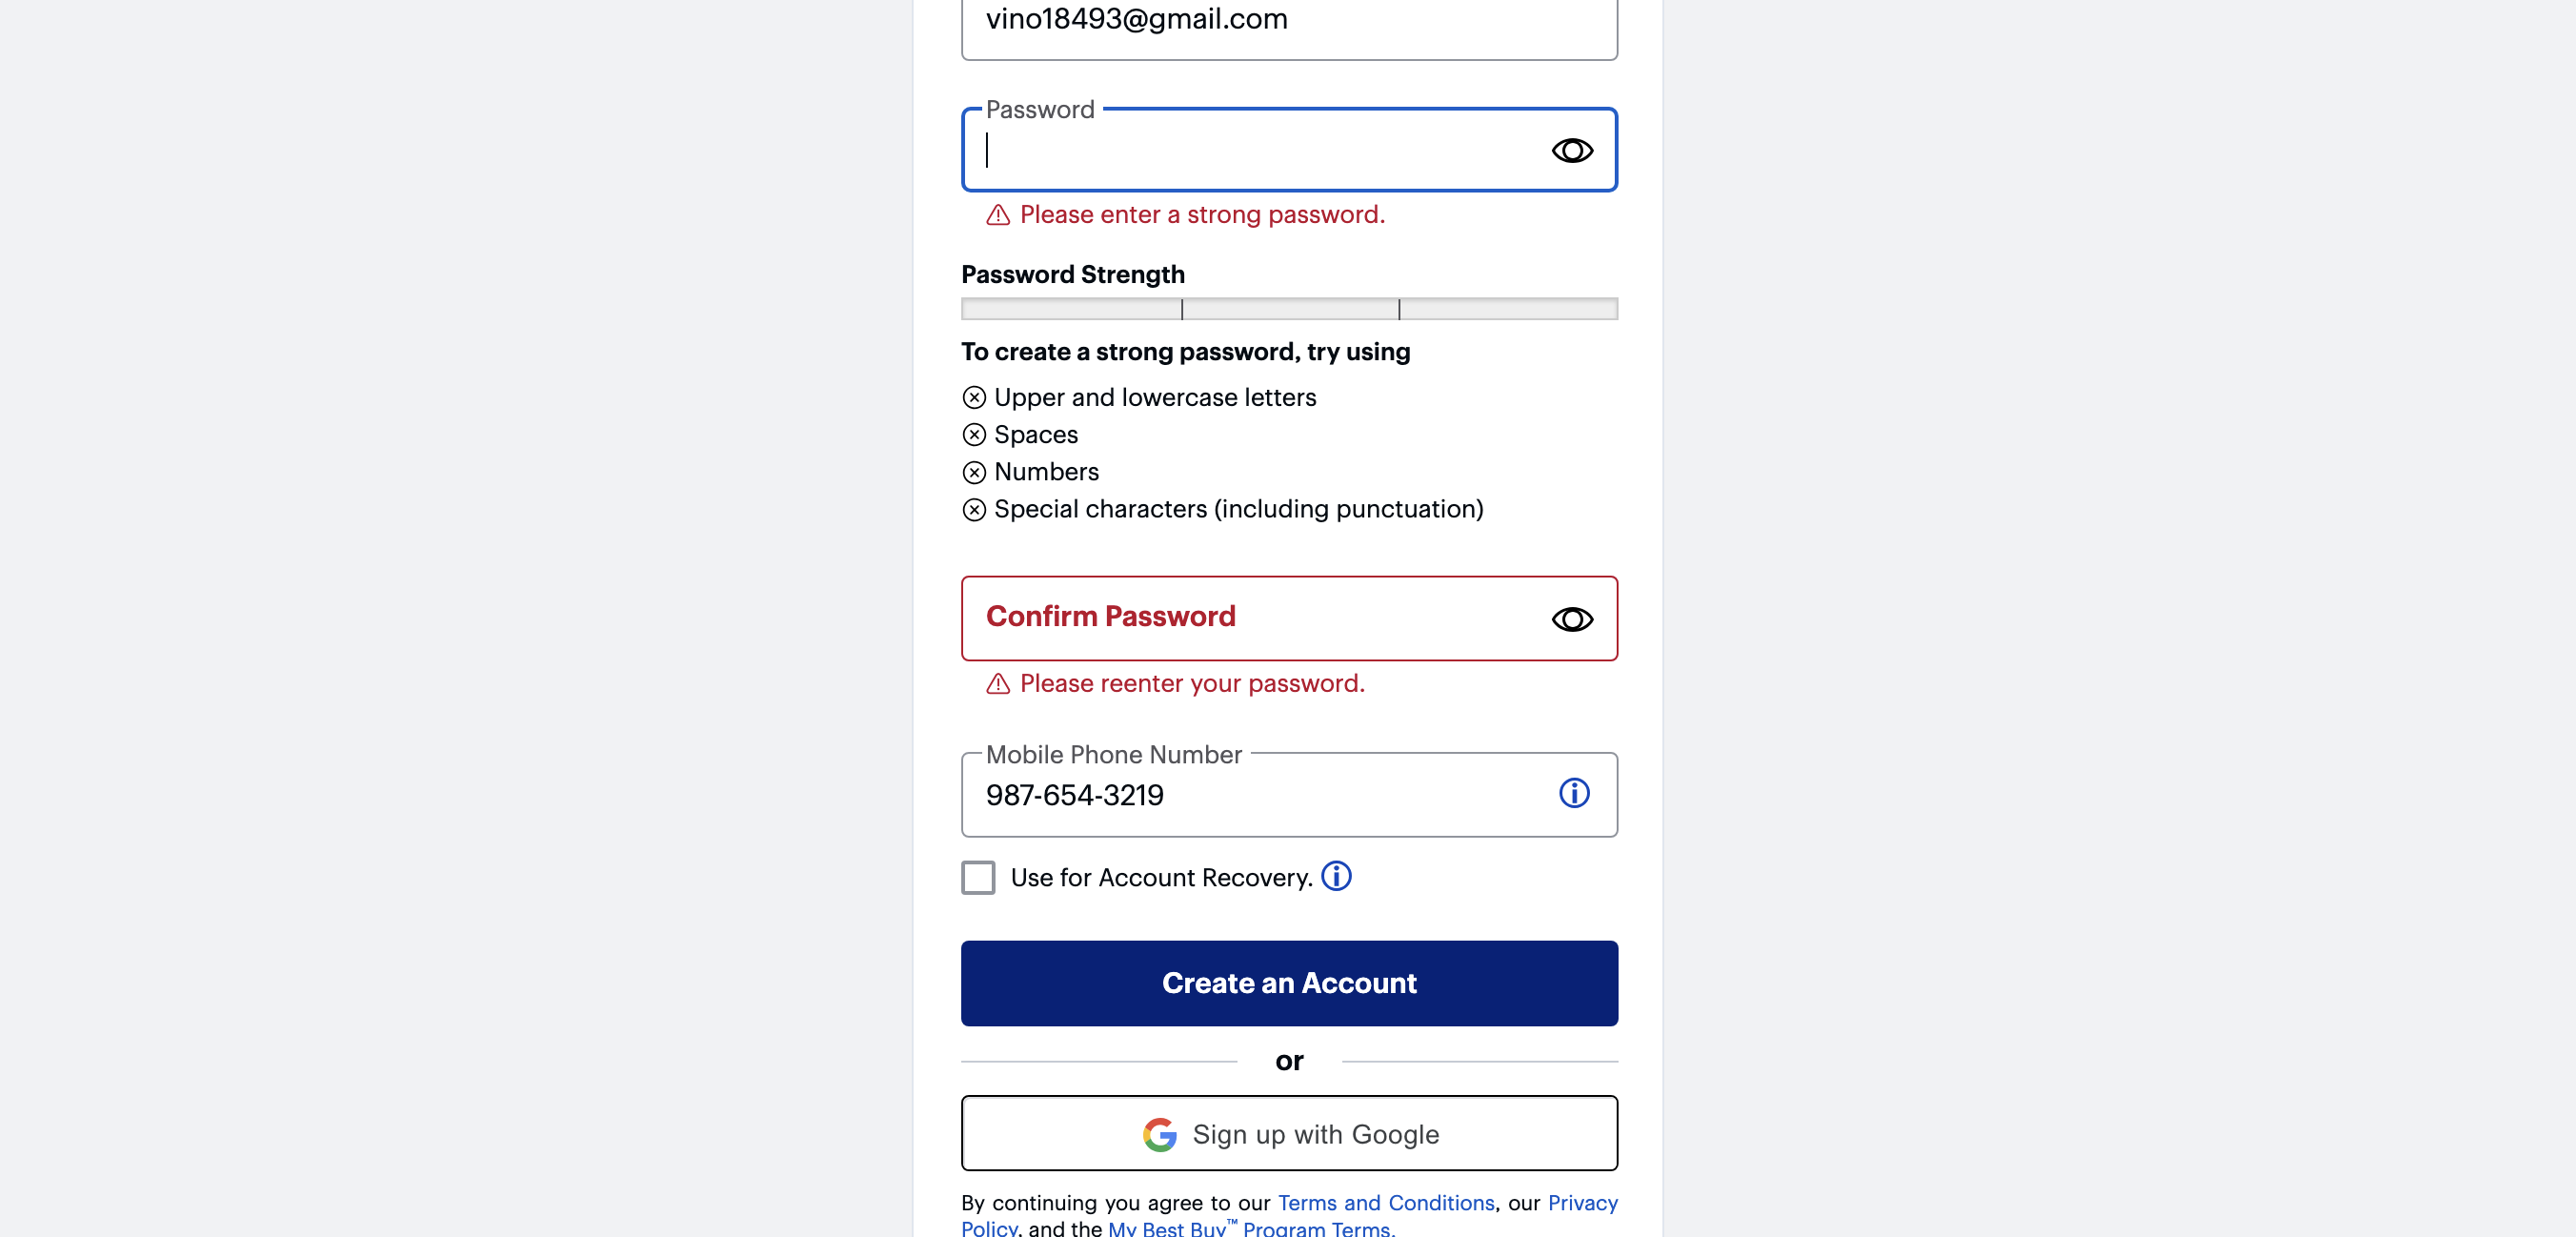 vino18493@gmail.com
Password
Please enter a strong password.
Password Strength
To create a strong password, try using
Upper and lowercase letters
Spaces
Numbers
Special characters (including punctuation)
Confirm Password
Please reenter your password.
Mobile Phone Number
987-654-3219
Use for Account Recovery.
Create an Account
or
Sign up with Google
By continuing you agree to our Terms and Conditions, our Privacy
Policy, and the My Best Buy™ Program Terms.